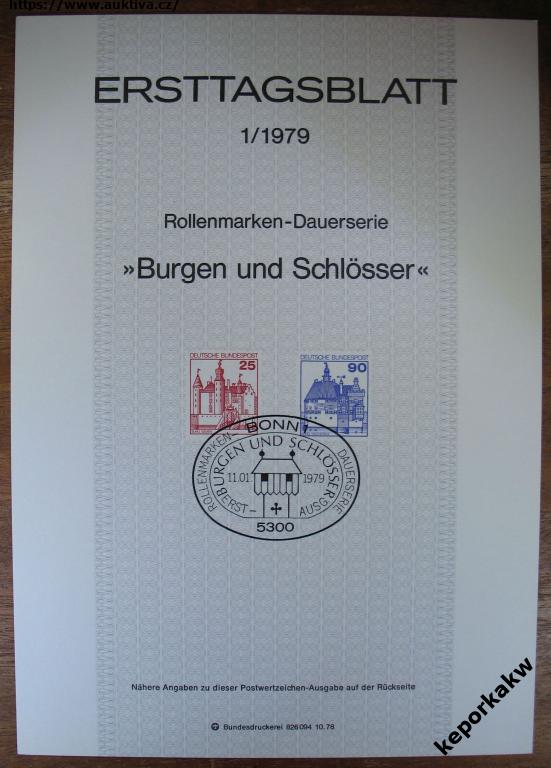 https://www.auktiva.cz/
ERSTTAGSBLATT
1/1979
Rollenmarken-Dauerserie
»Burgen und Schlösser«
DEUTSCHE BUNDESPOST
25
DEUTSCHE BUNDESPOST
90
BONN
ROLLENMARKEN-
DAUERSERIE
BURGEN UND SCHLÖSSER
11.01
1979
ERST-
AUSG.
5300
Nähere Angaben zu dieser Postwertzeichen-Ausgabe auf der Rückseite
Bundesdruckerei 826094 10.78
keporkakw